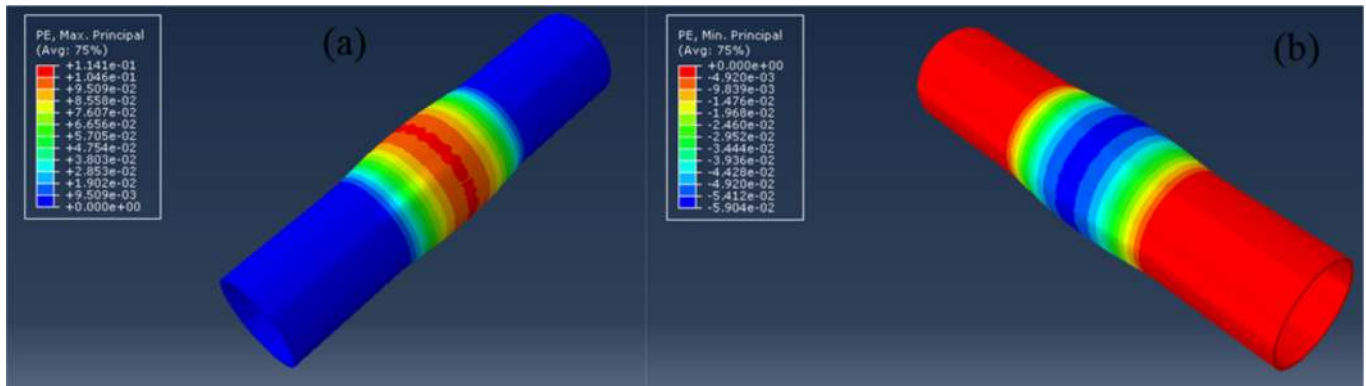 PE, Max. Principal
(Avg: 75%)
+1.141e-01
+1.046e-01
+9.509e-02
+8.558e-02
+7.607e-02
+6.656e-02
+5.705e-02
+4.754e-02
+3.803e-02
+2.853e-02
+1.902e-02
+9.509e-03
+0.000e+00
(a)
PE, Min. Principal
(Avg: 75%)
+0.000e+00
-4.920e-03
-9.839e-03
-1.476e-02
-1.968e-02
-2.460e-02
-2.952e-02
-3.444e-02
-3.936e-02
-4.428e-02
-4.920e-02
-5.412e-02
-5.904e-02
(b)